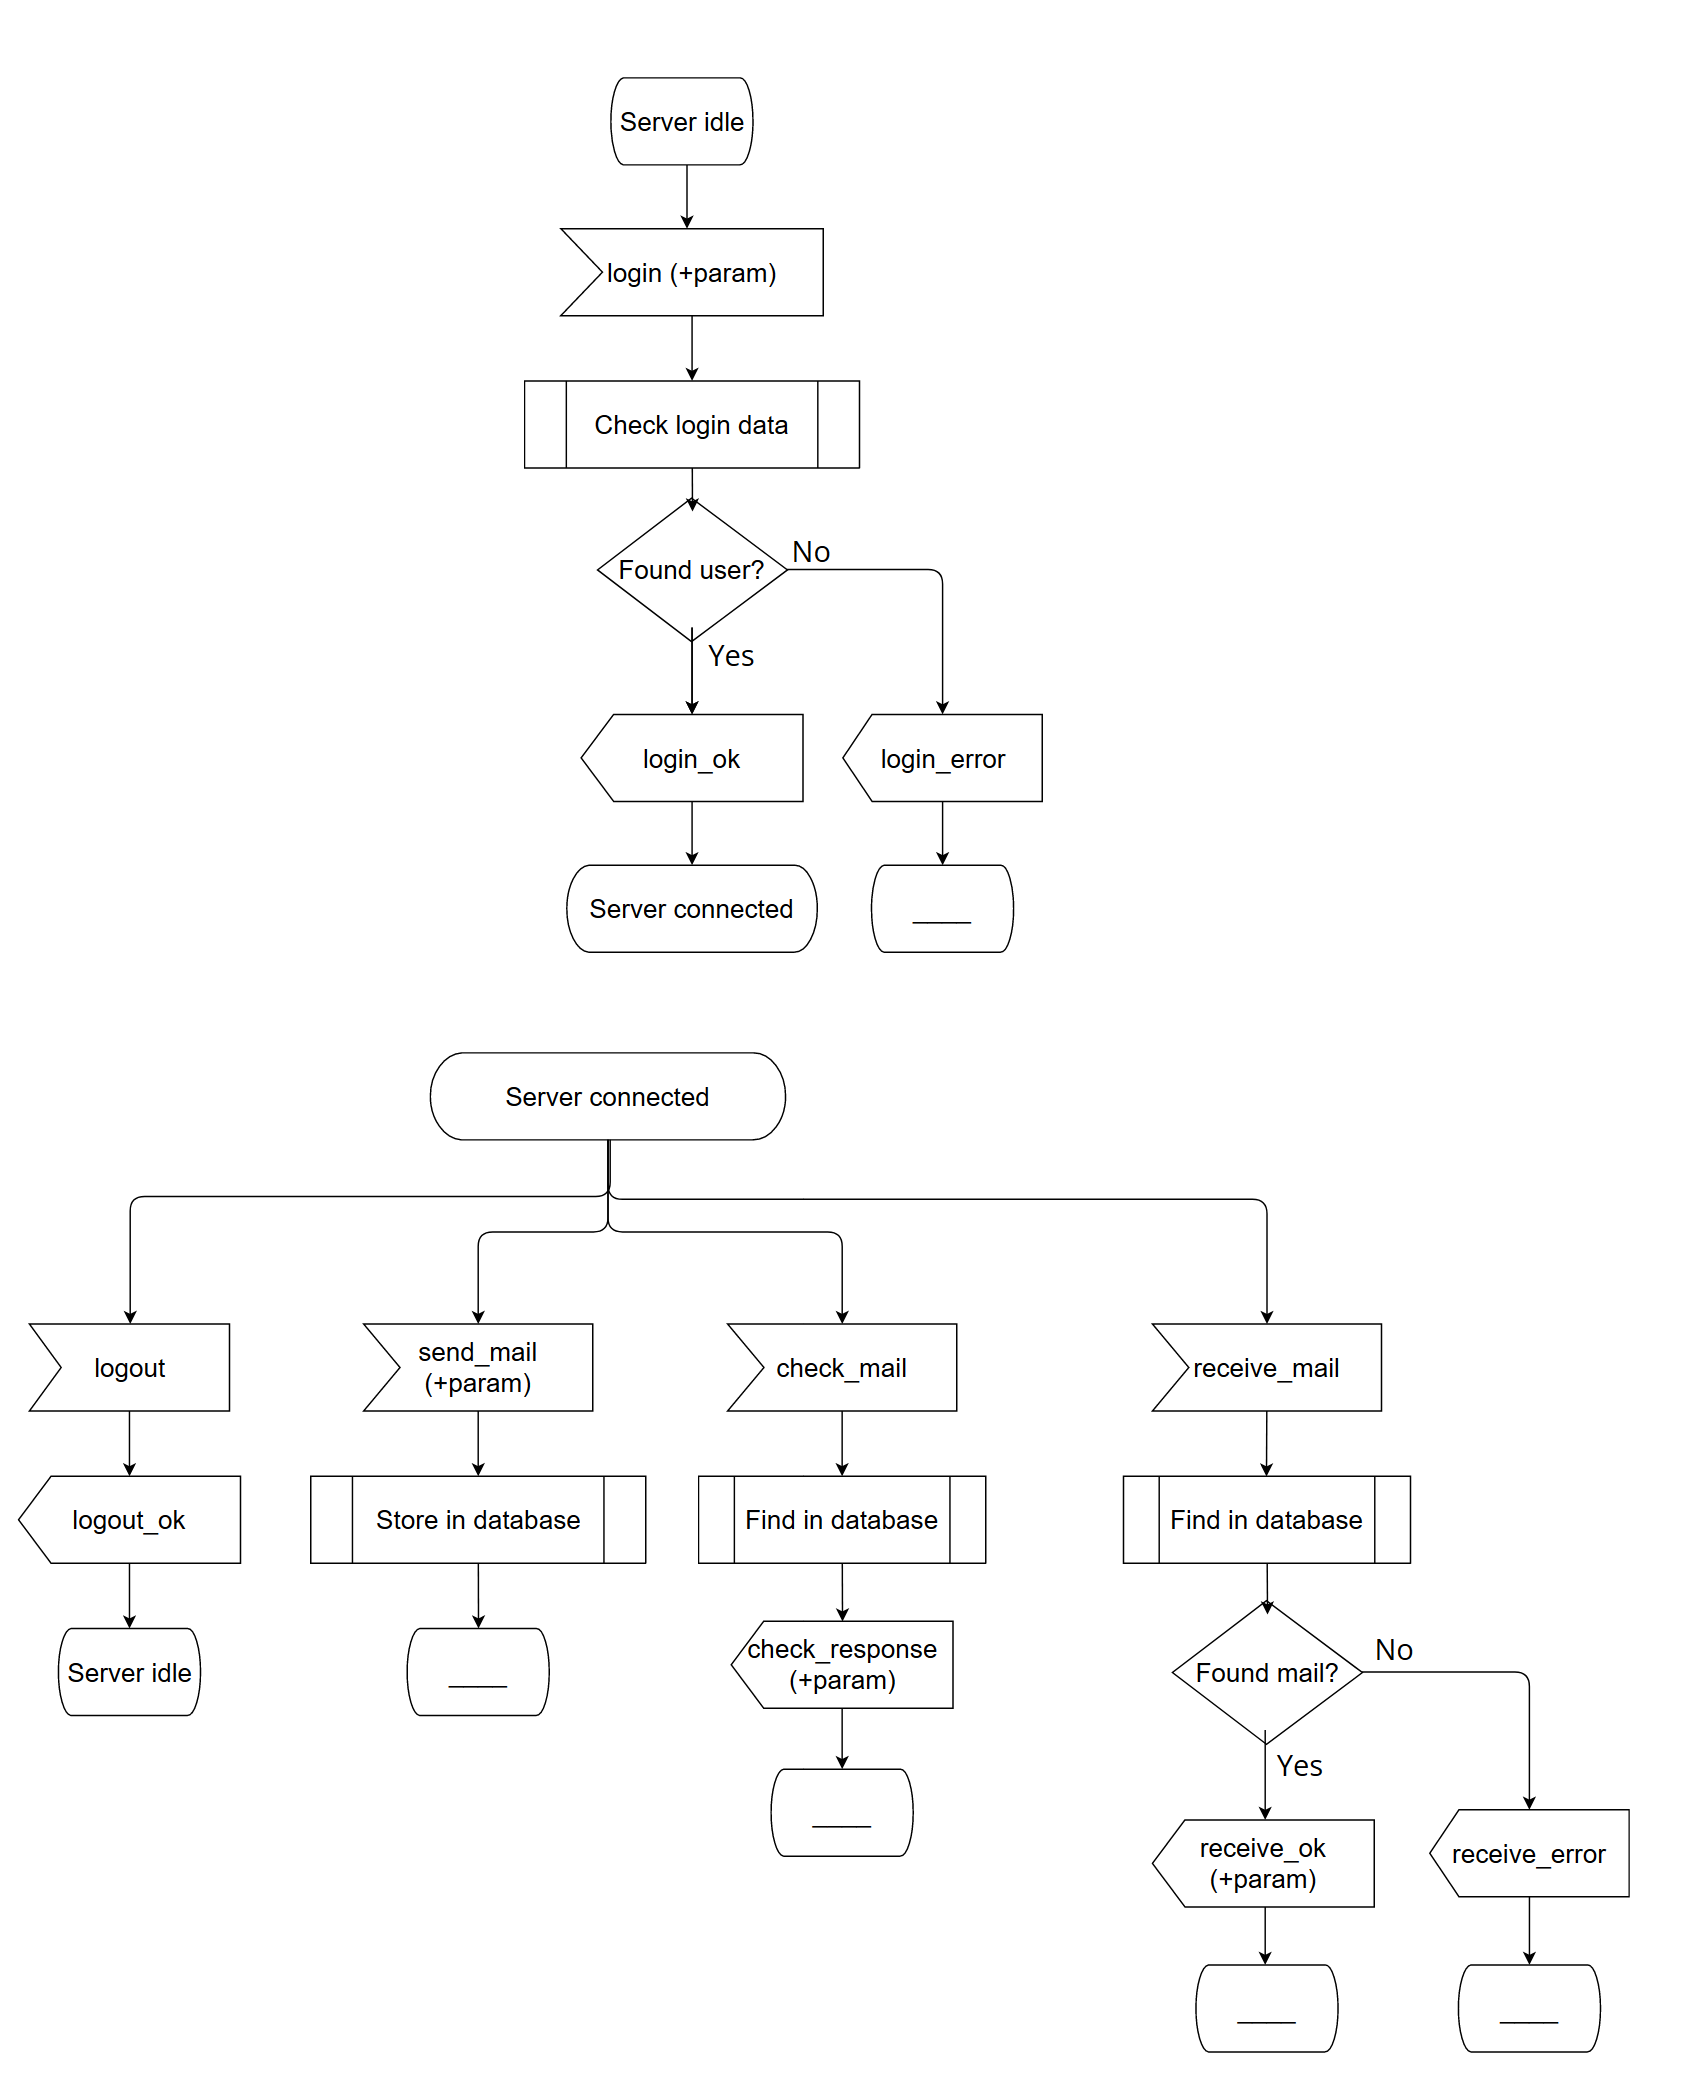 Server idle
login (+param)
Check login data
Found user?
No
Yes
login_ok
login_error
Server connected
____
Server connected
logout
send_mail
(+param)
check_mail
receive_mail
logout_ok
Store in database
Find in database
Find in database
Server idle
____
check_response
(+param)
Found mail?
No
Yes
____
receive_ok
(+param)
receive_error
____
____